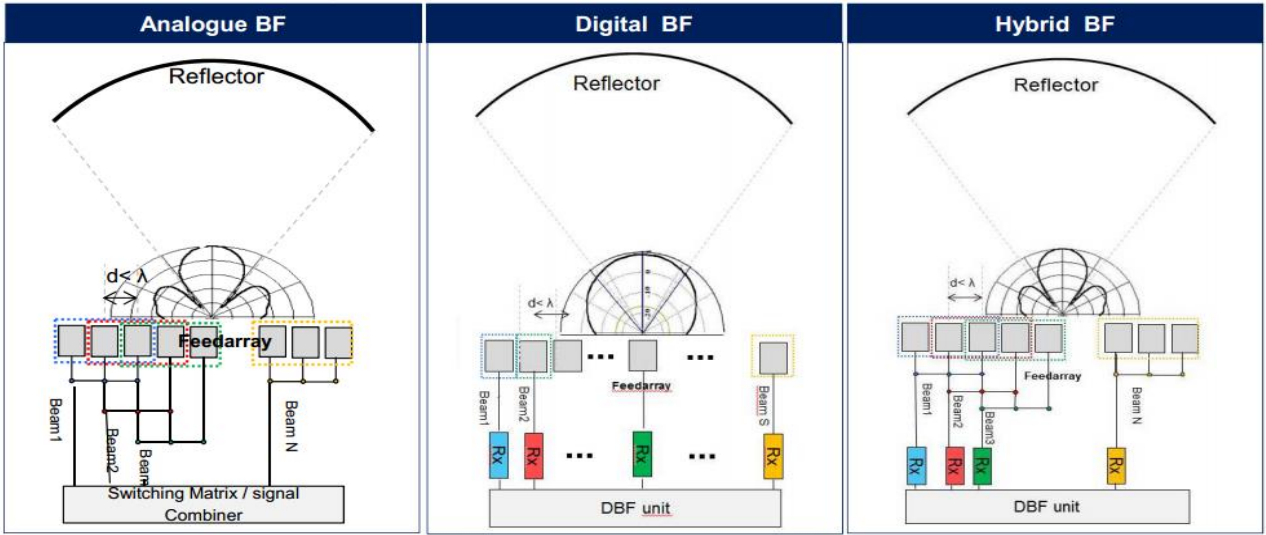 Analogue BF
Digital BF
Hybrid BF
Reflector
d< λ
Feedarray
Beam1
Beam2
Beam
Beam N
Switching Matrix / signal
Combiner
Reflector
d< λ
Feedarray
Beam1
Beam2
Beam S
Rx
Rx
Rx
Rx
DBF unit
Reflector
d< λ
Feedarray
Beam1
Beam2
Beam3
Beam N
Rx
Rx
Rx
Rx
DBF unit